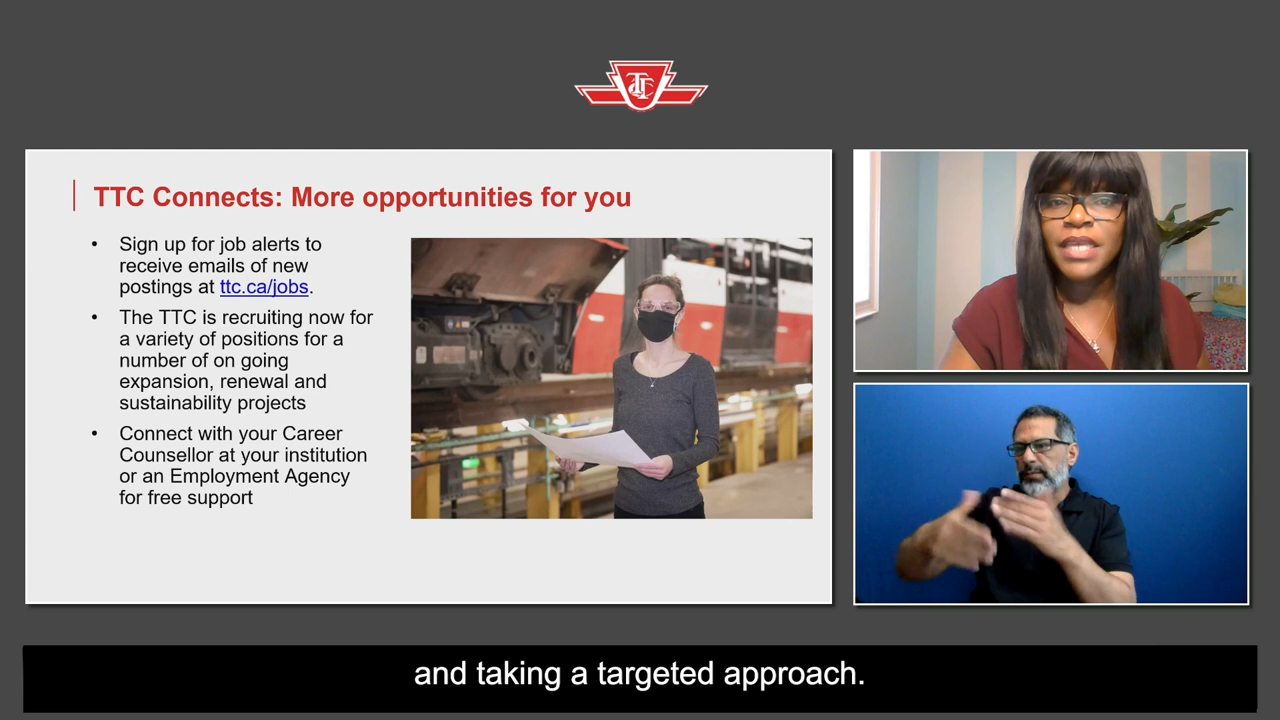 TTC
TTC Connects: More opportunities for you
• Sign up for job alerts to
receive emails of new
postings at ttc.ca/jobs.
• The TTC is recruiting now for
a variety of positions for a
number of on going
expansion, renewal and
sustainability projects
• Connect with your Career
Counsellor at your institution
or an Employment Agency
for free support
and taking a targeted approach.